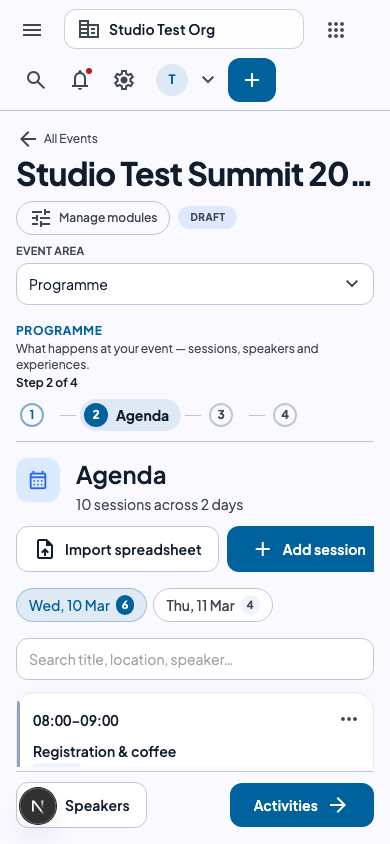 Studio Test Org
T
All Events
Studio Test Summit 20...
Manage modules
DRAFT
EVENT AREA
Programme
PROGRAMME
What happens at your event — sessions, speakers and
experiences.
Step 2 of 4
1
2
Agenda
3
4
Agenda
10 sessions across 2 days
Import spreadsheet
Add session
Wed, 10 Mar 6
Thu, 11 Mar 4
Search title, location, speaker...
08:00–09:00
Registration & coffee
N
Speakers
Activities